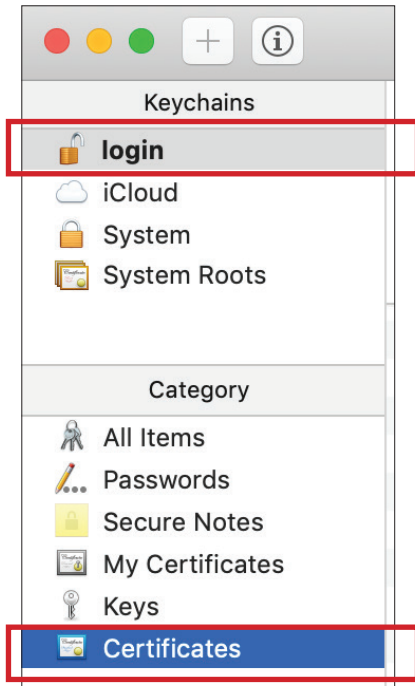 Keychains
login
iCloud
System
System Roots
Category
All Items
Passwords
Secure Notes
My Certificates
Keys
Certificates